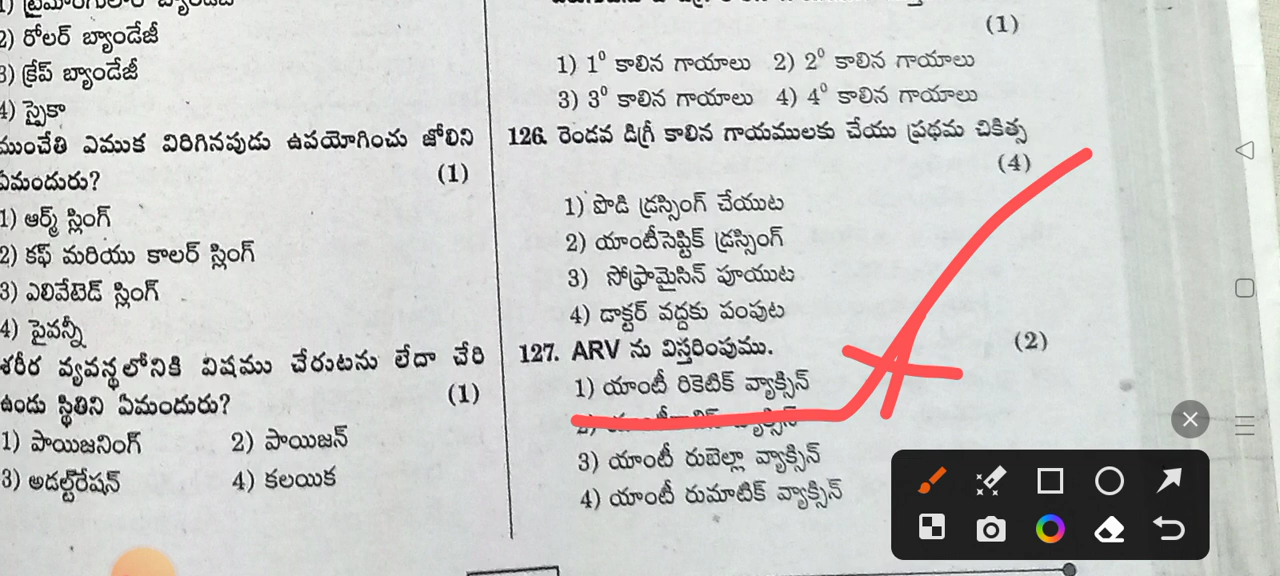 2) రోలర్ బ్యాండేజీ
3) క్రేప్ బ్యాండేజీ
4) స్పైకా
ముంచేతి ఎముక విరిగినపుడు ఉపయోగించు జోలిని
ఏమందురు? (1)
1) ఆర్మ్ స్లింగ్
2) కఫ్ మరియు కాలర్ స్లింగ్
3) ఎలివేటెడ్ స్లింగ్
4) పైవన్నీ
శరీర వ్యవస్థలోనికి విషము చేరుటను లేదా చేరి
ఉండు స్థితిని ఏమందురు? (1)
1) పాయిజనింగ్ 2) పాయిజన్
3) అడల్ట్‌రేషన్ 4) కలయిక
(1)
1) 1⁰ కాలిన గాయాలు 2) 2⁰ కాలిన గాయాలు
3) 3⁰ కాలిన గాయాలు 4) 4⁰ కాలిన గాయాలు
126. రెండవ డిగ్రీ కాలిన గాయములకు చేయు ప్రథమ చికిత్స
(4)
1) పొడి డ్రస్సింగ్ చేయుట
2) యాంటీసెప్టిక్ డ్రస్సింగ్
3) సోఫ్రామైసిన్ పూయుట
4) డాక్టర్ వద్దకు పంపుట
127. ARV ను విస్తరింపుము. (2)
1) యాంటీ రికెటిక్ వ్యాక్సిన్
3) యాంటీ రుబెల్లా వ్యాక్సిన్
4) యాంటీ రుమాటిక్ వ్యాక్సిన్